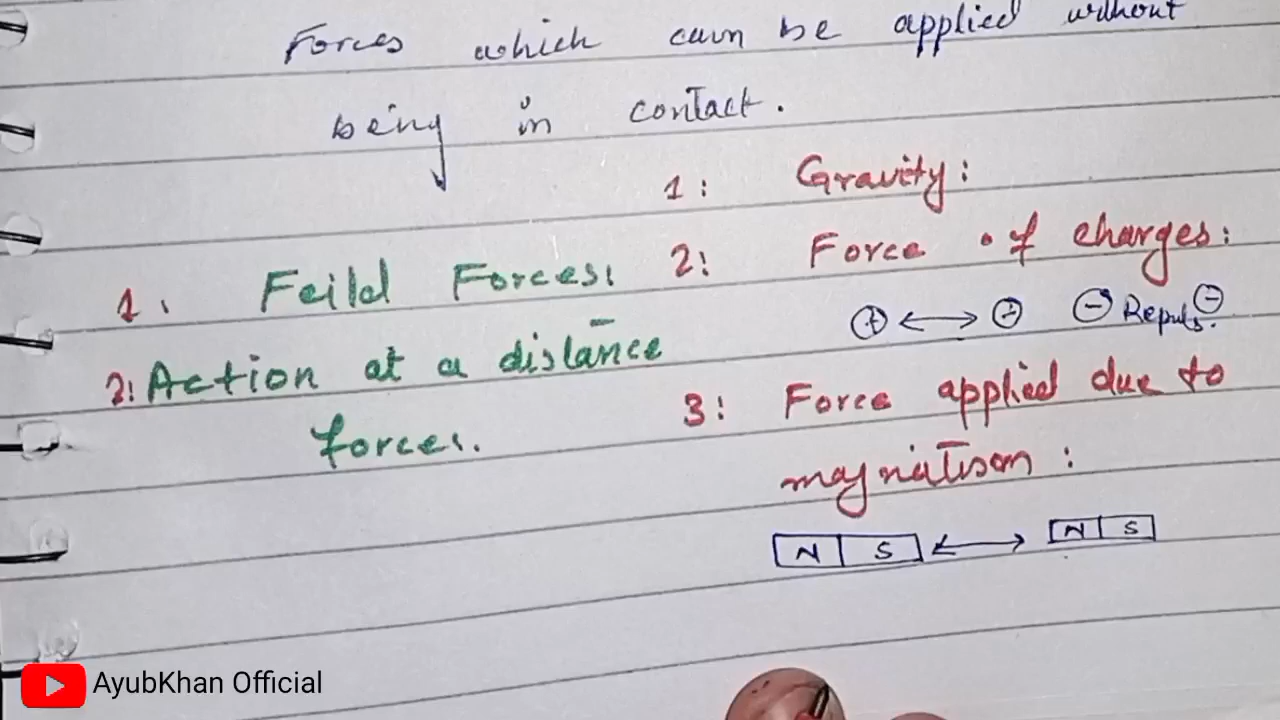 Forces which can be applied without
being in contact.
1: Gravity:
1. Feild Forces:
2: Force of charges:
+ ↔ + - Repuls. -
2: Action at a distance
forces.
3: Force applied due to
magnatism:
N S ↔ N S
AyubKhan Official